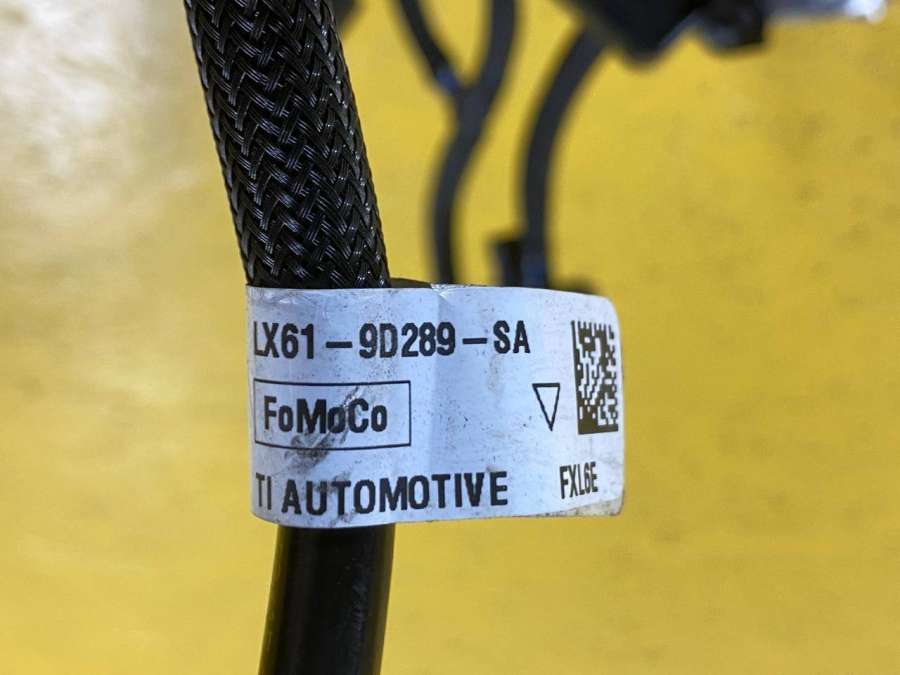 LX61-9D289-SA
FoMoCo
TI AUTOMOTIVE
FXL6E